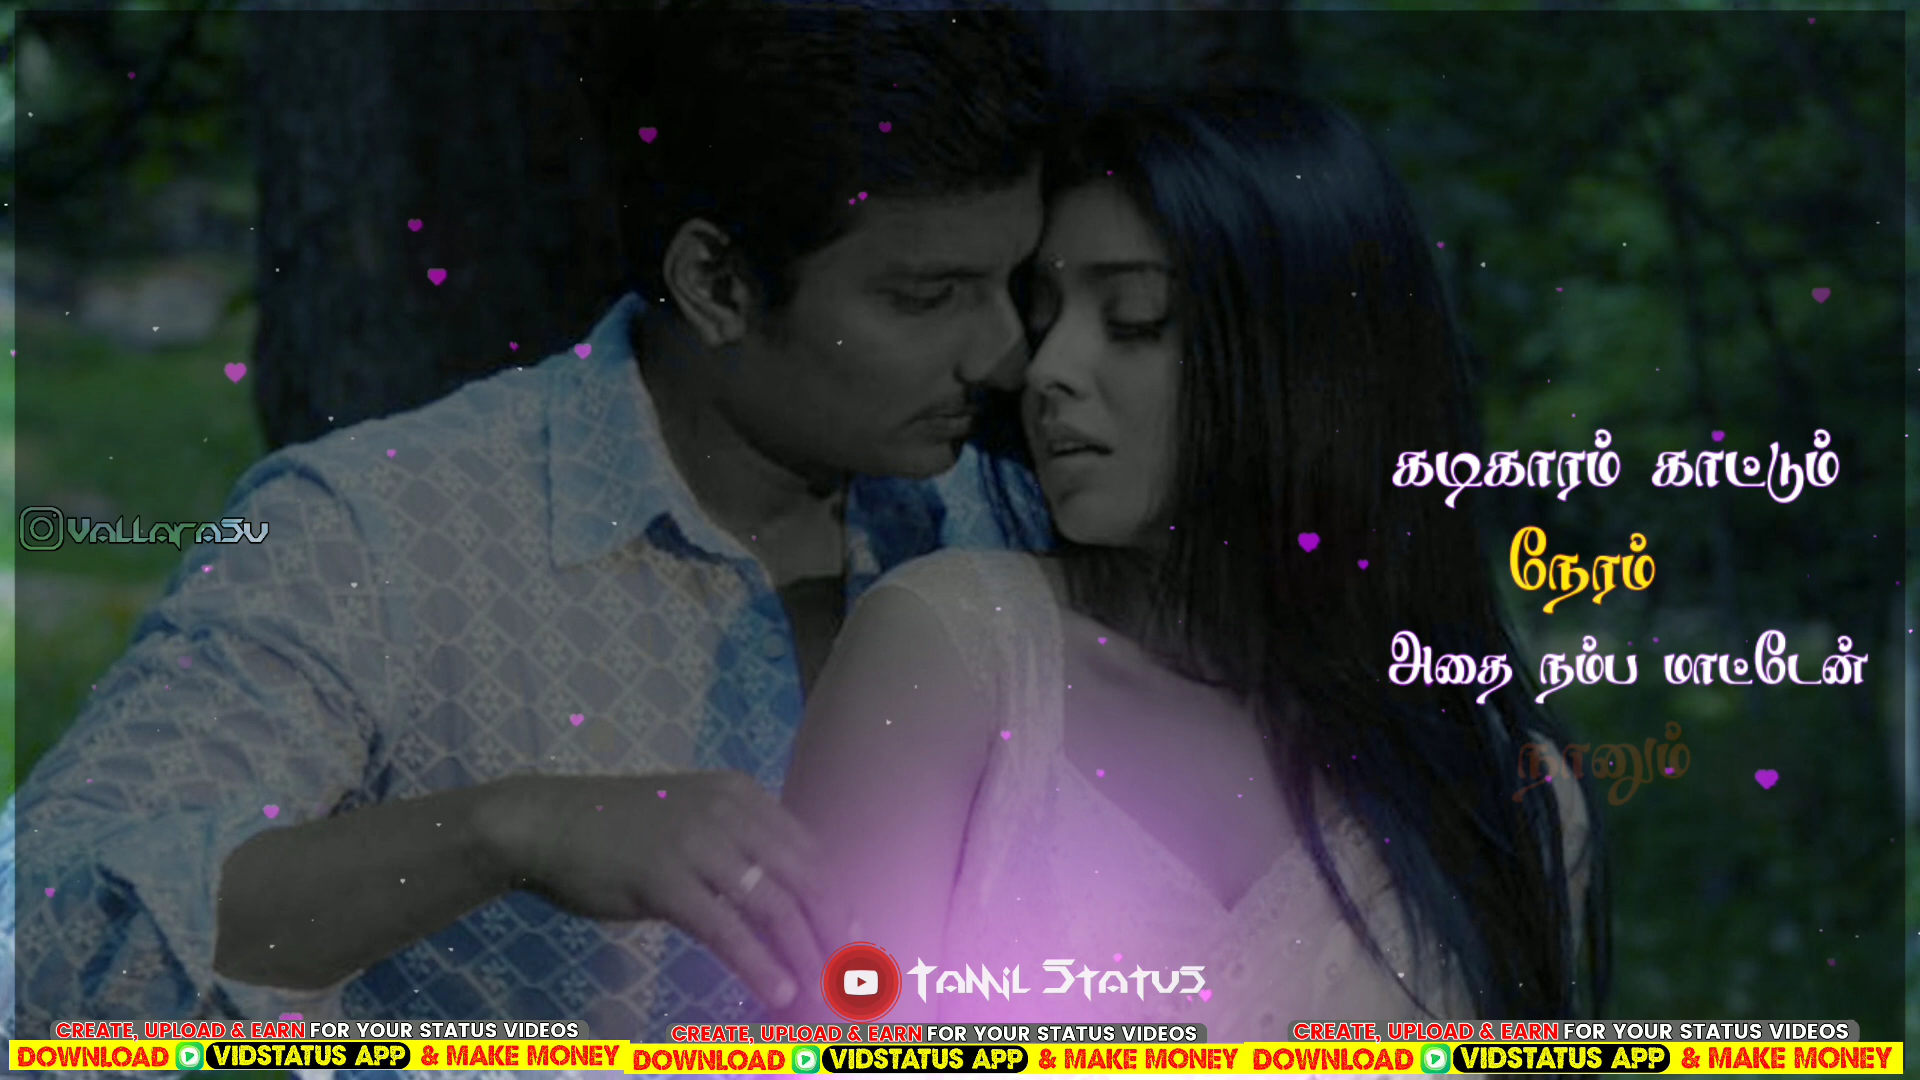 கடிகாரம் காட்டும்
நேரம்
அதை நம்ப மாட்டேன்
நானும்
Vallarasu
Tamil Status
CREATE, UPLOAD & EARN FOR YOUR STATUS VIDEOS
DOWNLOAD VIDSTATUS APP & MAKE MONEY
CREATE, UPLOAD & EARN FOR YOUR STATUS VIDEOS
DOWNLOAD VIDSTATUS APP & MAKE MONEY
CREATE, UPLOAD & EARN FOR YOUR STATUS VIDEOS
DOWNLOAD VIDSTATUS APP & MAKE MONEY